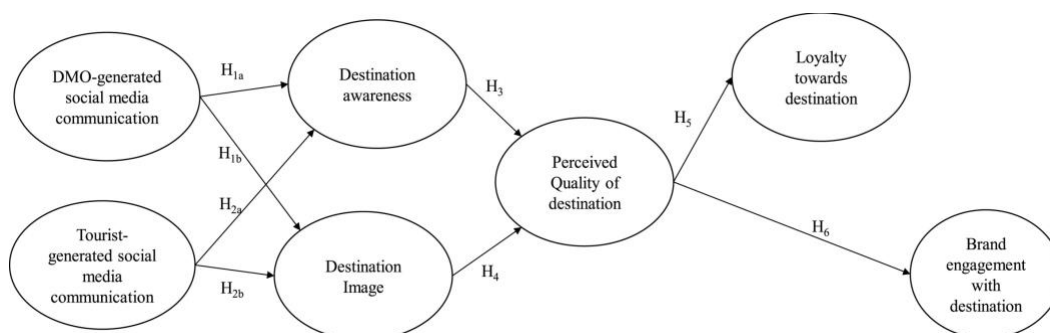 DMO-generated
social media
communication
H1a
Destination
awareness
H3
Loyalty
towards
destination
H5
H1b
Perceived
Quality of
destination
H2a
Tourist-
generated social
media
communication
H2b
Destination
Image
H4
H6
Brand
engagement
with
destination